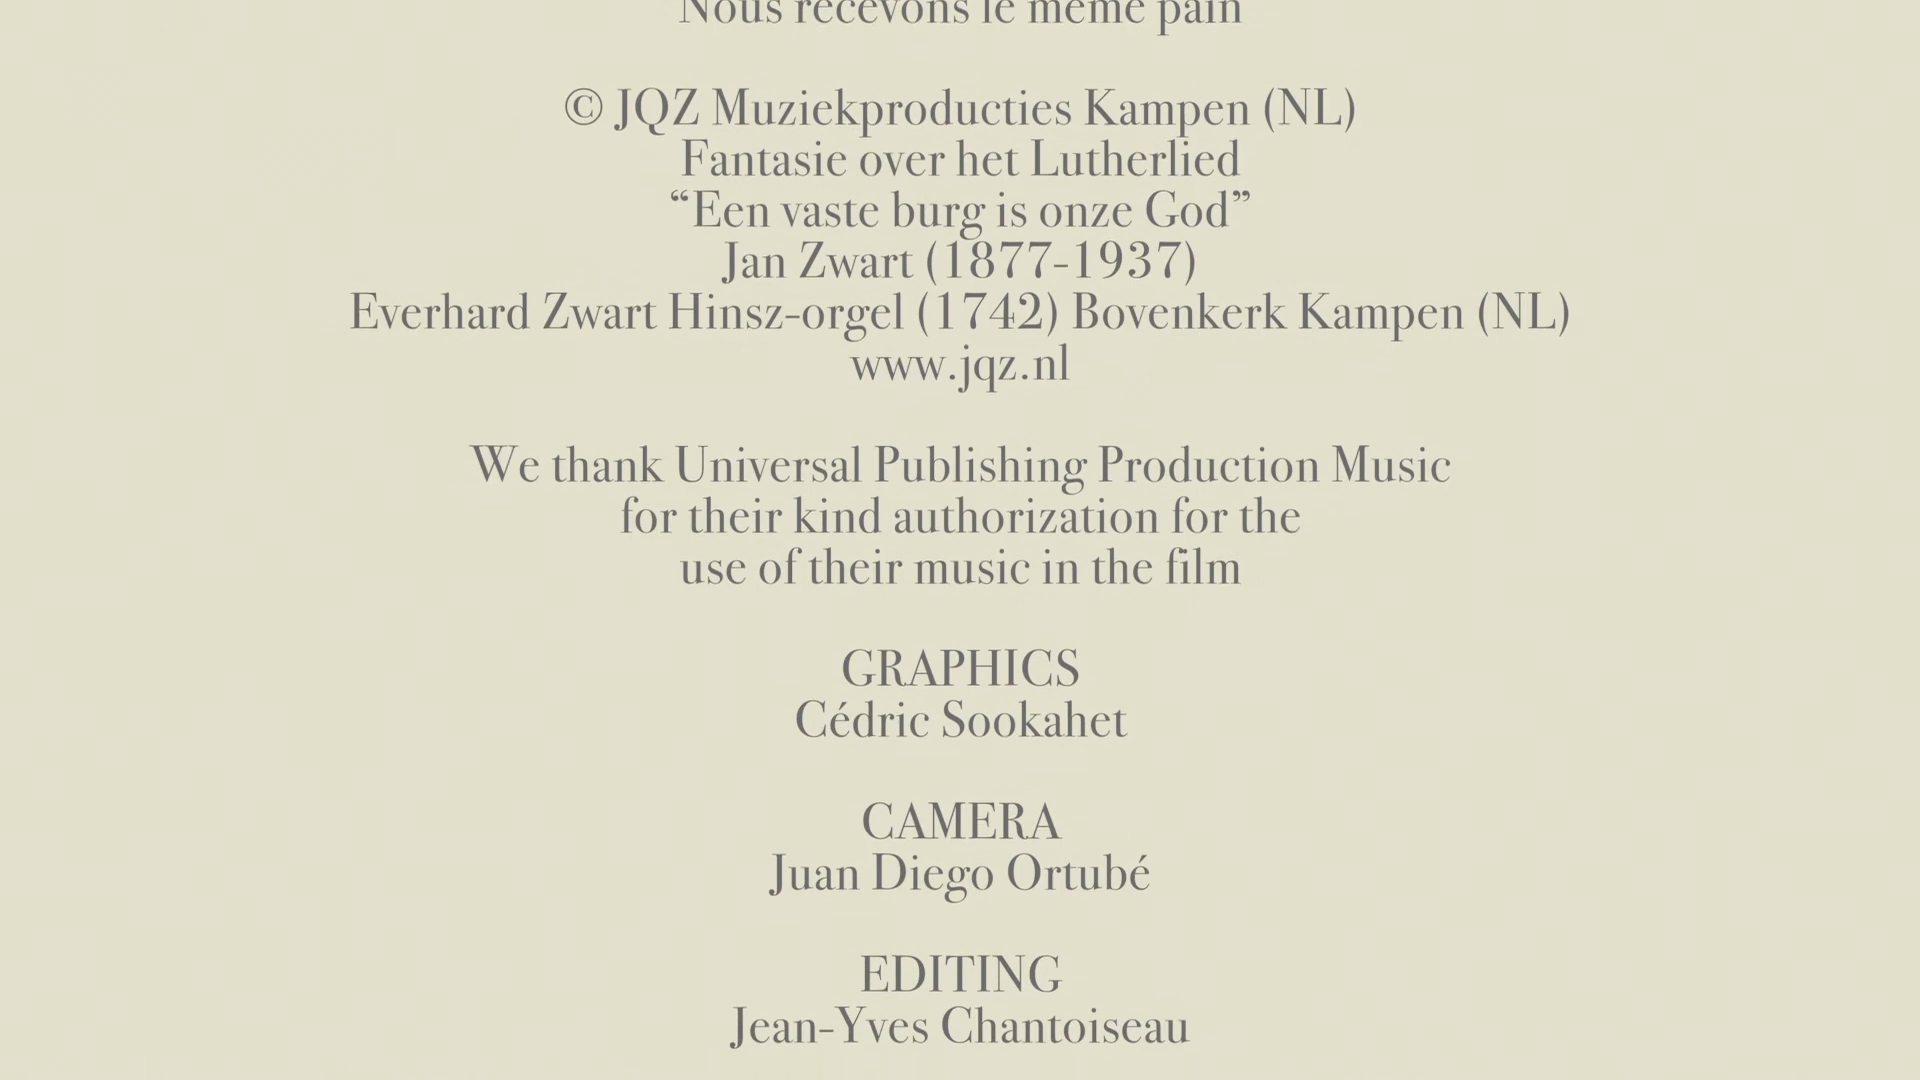 Nous recevons le même pain
© JQZ Muziekproducties Kampen (NL)
Fantasie over het Lutherlied
“Een vaste burg is onze God”
Jan Zwart (1877-1937)
Everhard Zwart Hinsz-orgel (1742) Bovenkerk Kampen (NL)
www.jqz.nl
We thank Universal Publishing Production Music
for their kind authorization for the
use of their music in the film
GRAPHICS
Cédric Sookahet
CAMERA
Juan Diego Ortubé
EDITING
Jean-Yves Chantoiseau